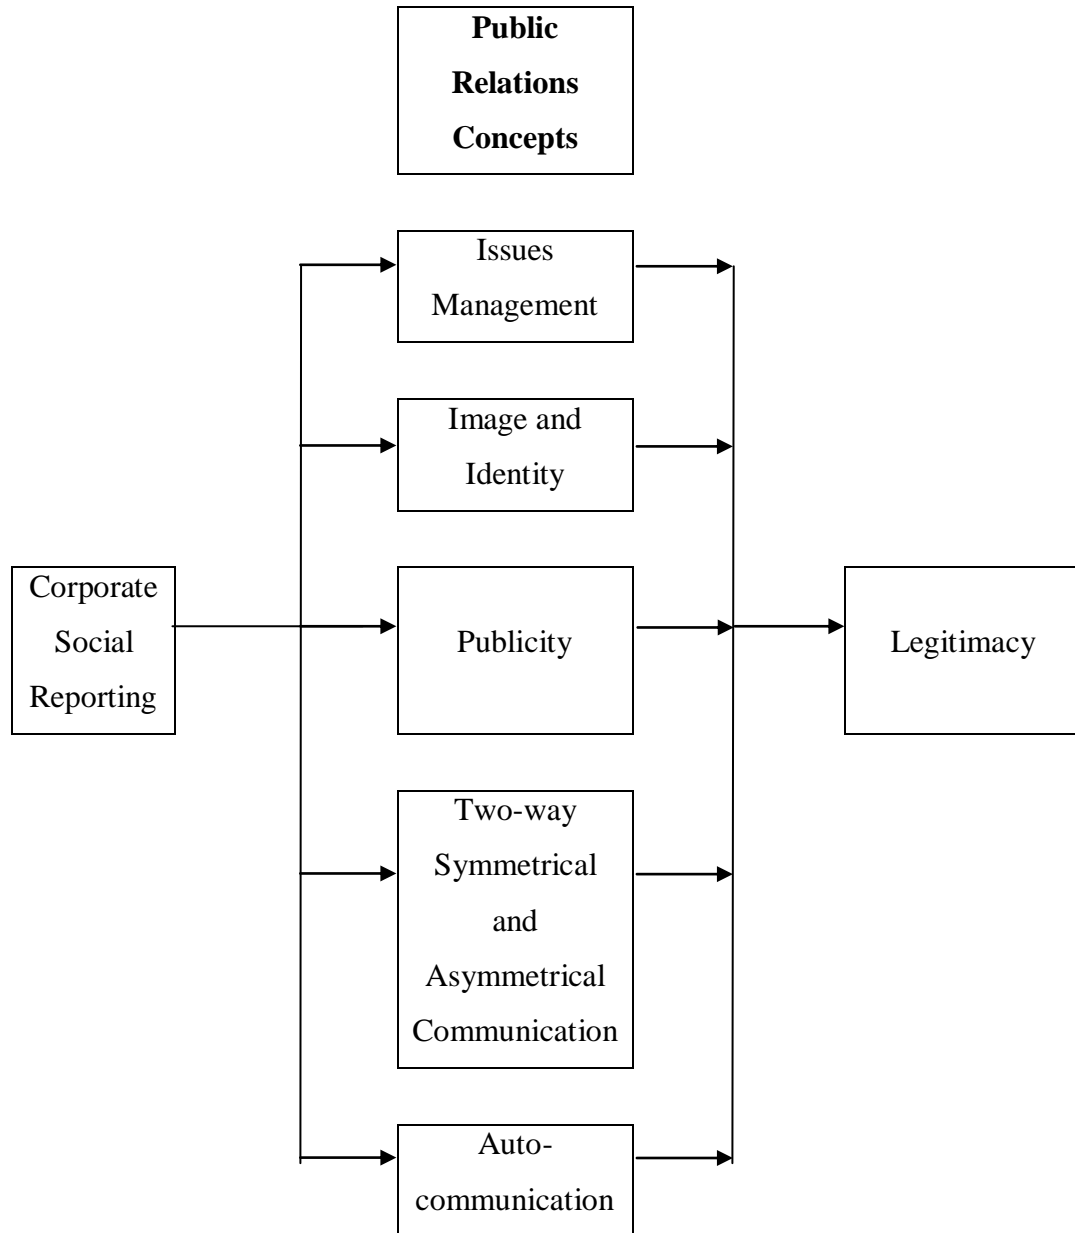 Public
Relations
Concepts
Issues
Management
Image and
Identity
Corporate
Social
Reporting
Publicity
Legitimacy
Two-way
Symmetrical
and
Asymmetrical
Communication
Auto-
communication